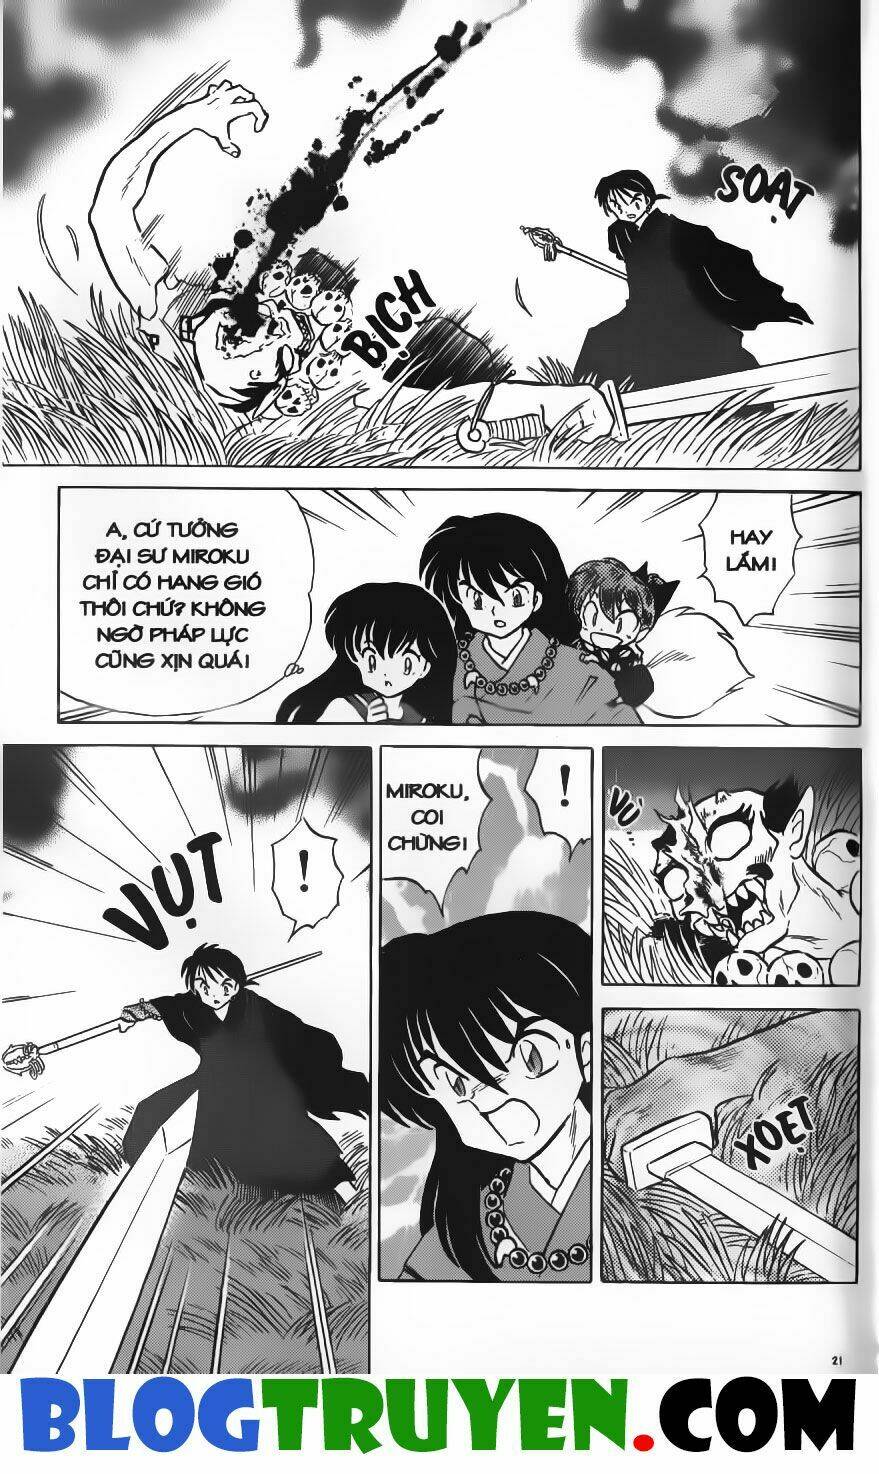 SOẠT
BỊCH
HAY
LẮM!
A, CỨ TƯỞNG
ĐẠI SƯ MIROKU
CHỈ CÓ HANG GIÓ
THÔI CHỨ? KHÔNG
NGỜ PHÁP LỰC
CŨNG XỊN QUÁ!
VÙ
XOẸT
!
MIROKU,
COI
CHỪNG!
!
VỤT
21
BLOGTRUYEN.COM